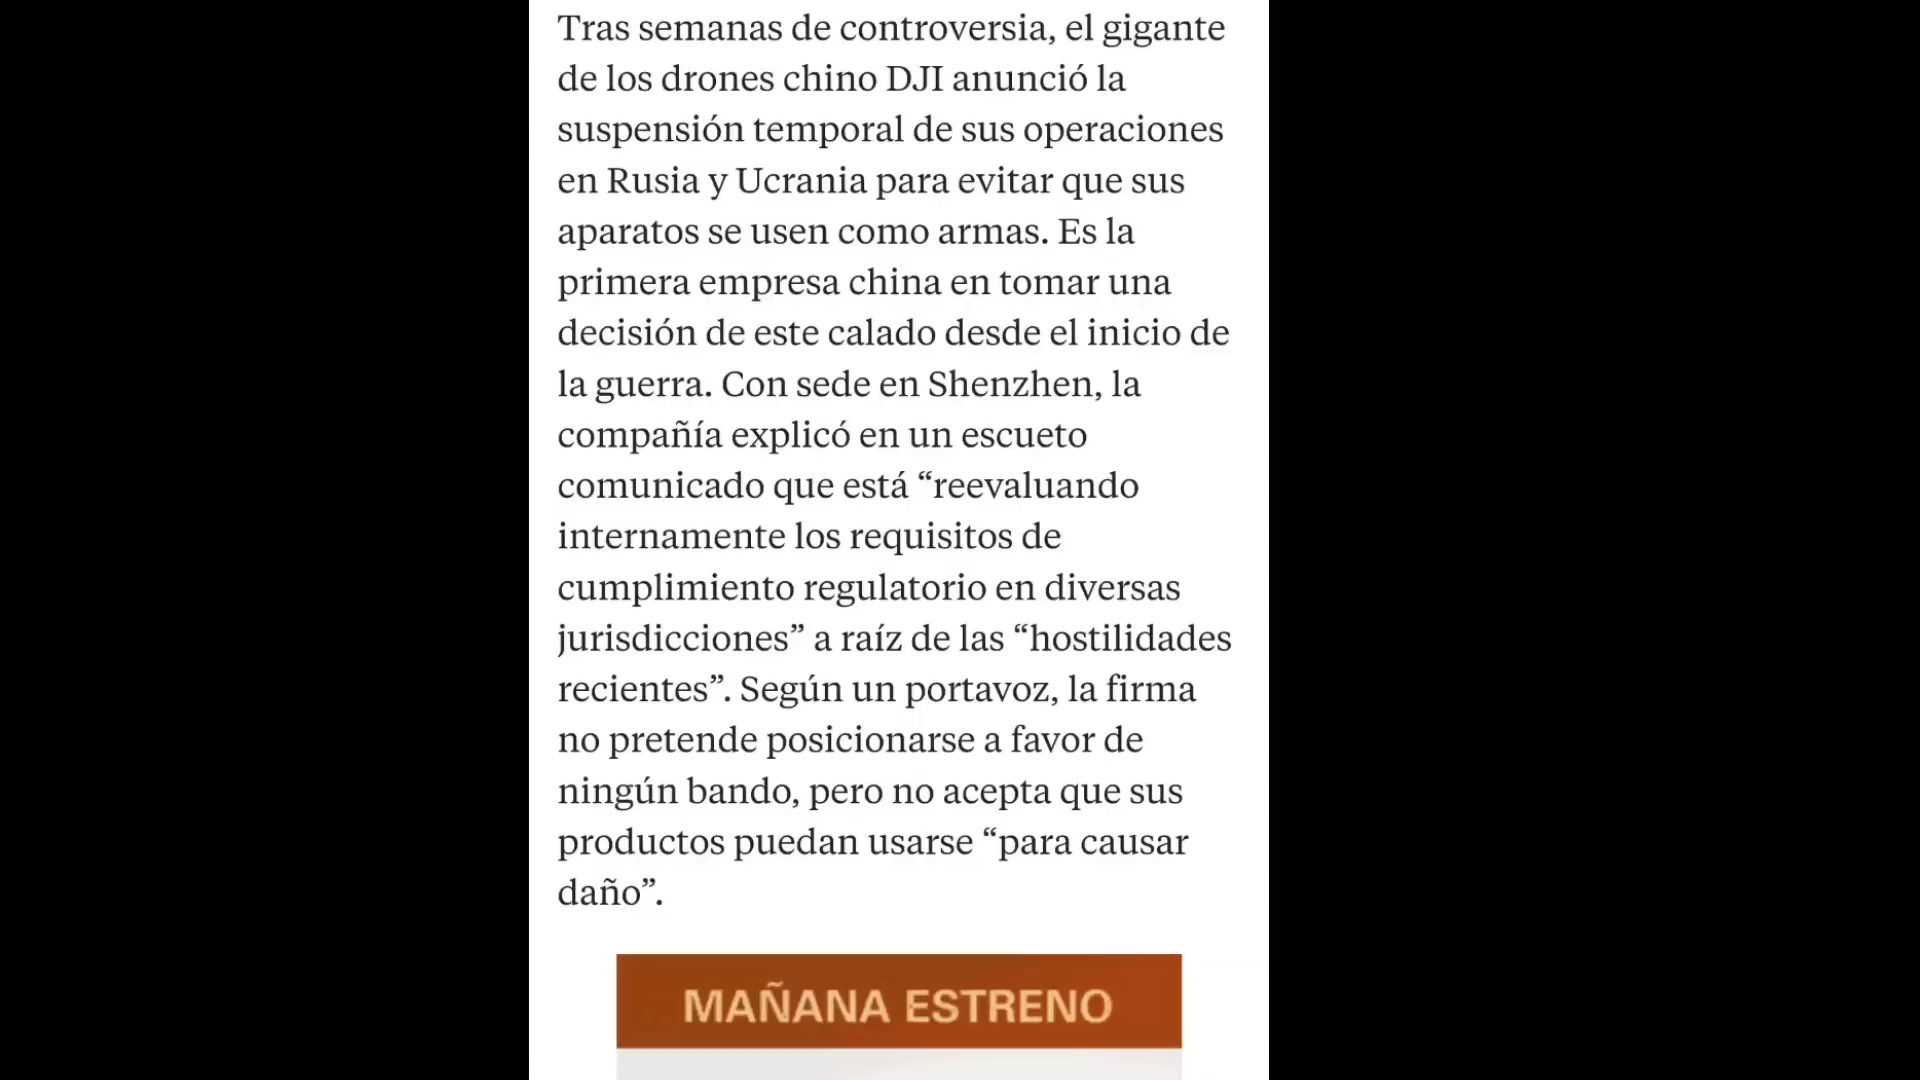 Tras semanas de controversia, el gigante
de los drones chino DJI anunció la
suspensión temporal de sus operaciones
en Rusia y Ucrania para evitar que sus
aparatos se usen como armas. Es la
primera empresa china en tomar una
decisión de este calado desde el inicio de
la guerra. Con sede en Shenzhen, la
compañía explicó en un escueto
comunicado que está “reevaluando
internamente los requisitos de
cumplimiento regulatorio en diversas
jurisdicciones” a raíz de las “hostilidades
recientes”. Según un portavoz, la firma
no pretende posicionarse a favor de
ningún bando, pero no acepta que sus
productos puedan usarse “para causar
daño”.
MAÑANA ESTRENO